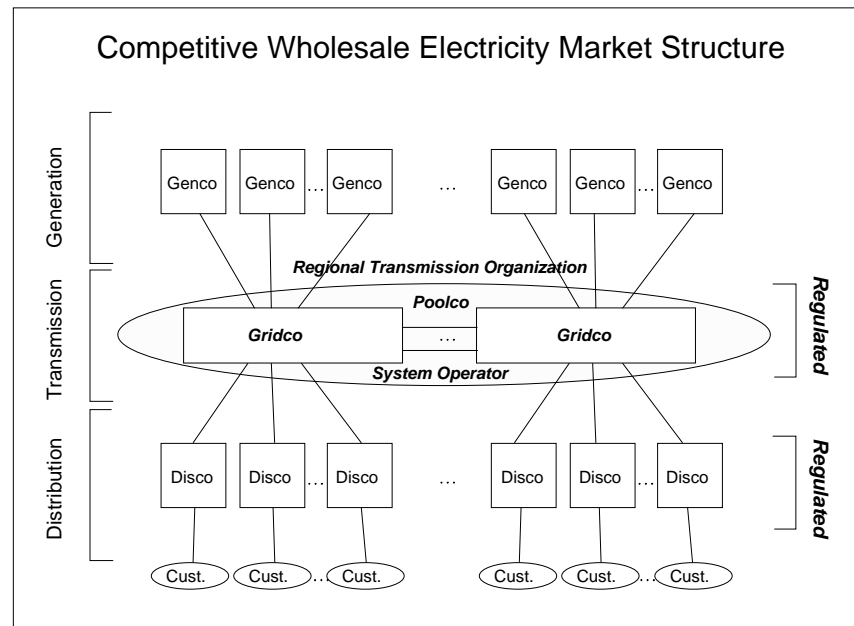 Competitive Wholesale Electricity Market Structure
Generation
Genco Genco ... Genco ... Genco Genco ... Genco
Regional Transmission Organization
Transmission
Poolco
Gridco ... Gridco
System Operator
Regulated
Distribution
Disco Disco ... Disco ... Disco Disco ... Disco
Regulated
Cust. Cust. ... Cust. Cust. Cust. ... Cust.